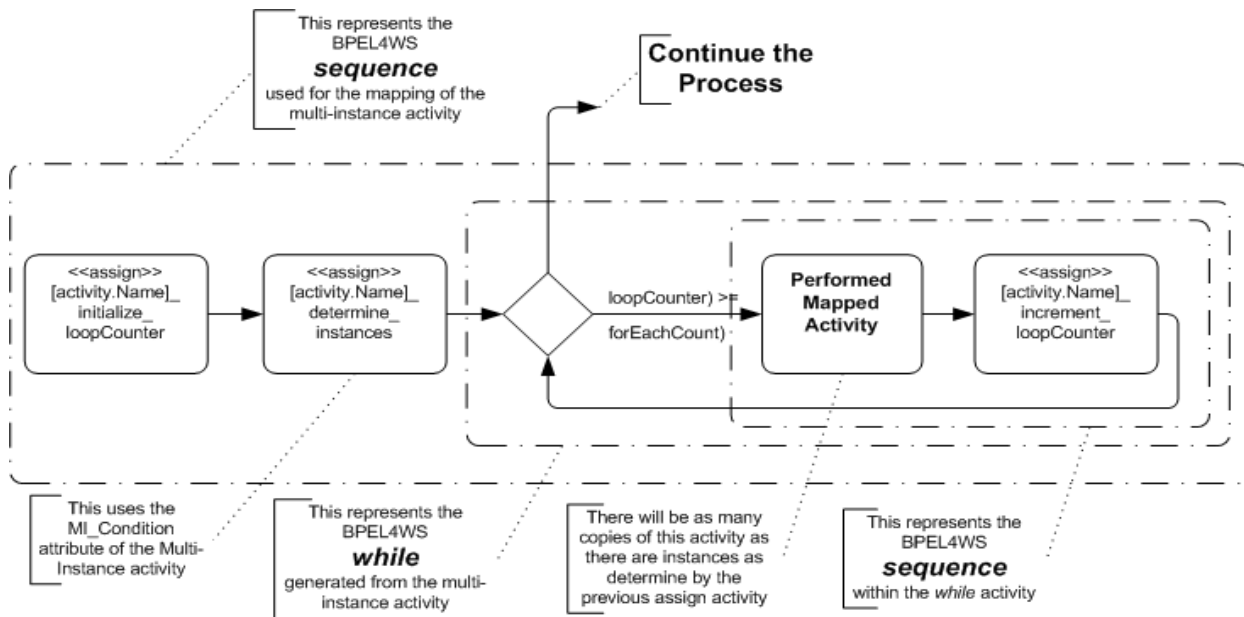 This represents the
BPEL4WS
sequence
used for the mapping of the
multi-instance activity
Continue the
Process
<<assign>>
[activity.Name]_
initialize_
loopCounter
<<assign>>
[activity.Name]_
determine_
instances
loopCounter) >=
forEachCount)
Performed
Mapped
Activity
<<assign>>
[activity.Name]_
increment_
loopCounter
This uses the
MI_Condition
attribute of the Multi-
Instance activity
This represents the
BPEL4WS
while
generated from the multi-
instance activity
There will be as many
copies of this activity as
there are instances as
determine by the
previous assign activity
This represents the
BPEL4WS
sequence
within the while activity